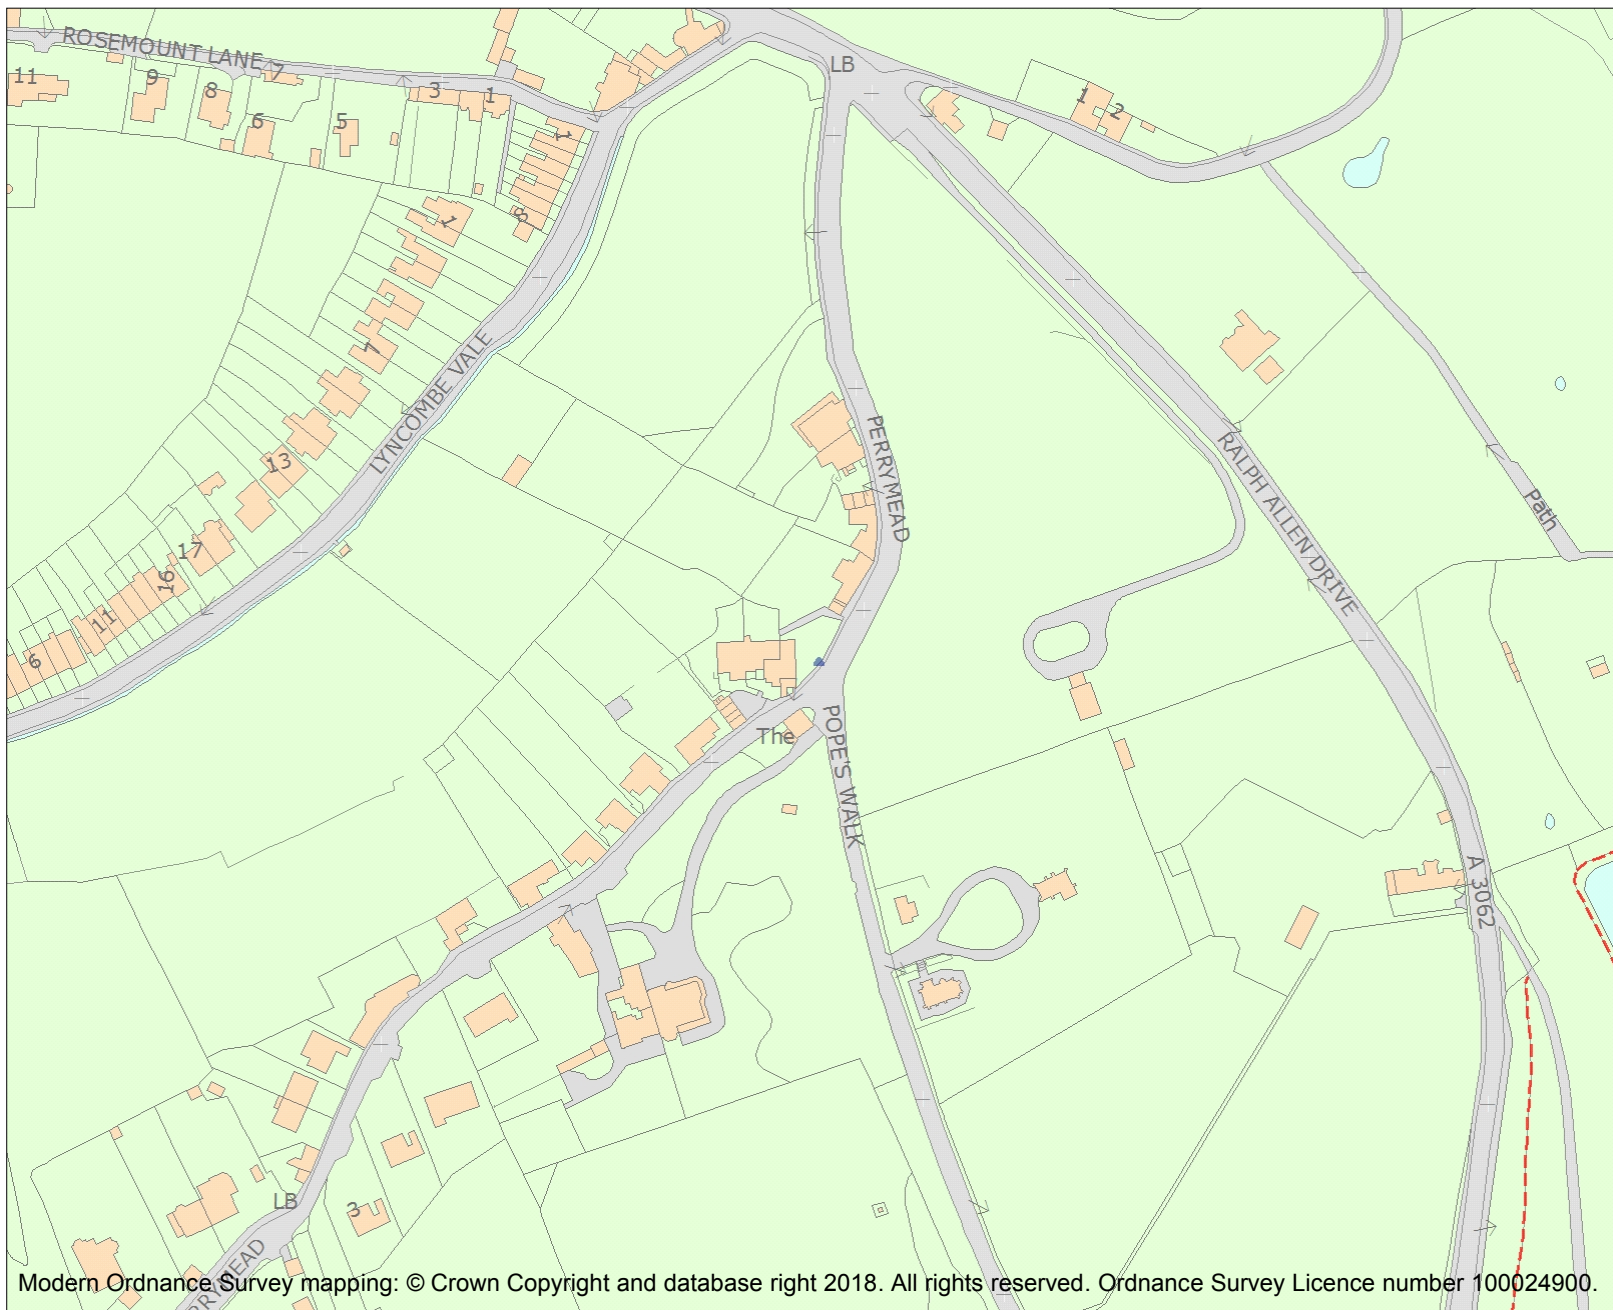 ROSEMOUNT LANE
LB
11
9
8
7
6
5
3
1
1
2
1
8
1
7
LYNCOMBE VALE
13
17
16
11
6
PERRYMEAD
RALPH ALLEN DRIVE
Path
The
POPE'S WALK
A 3062
LB
3
RRYMEAD
Modern Ordnance Survey mapping: © Crown Copyright and database right 2018. All rights reserved. Ordnance Survey Licence number 100024900.